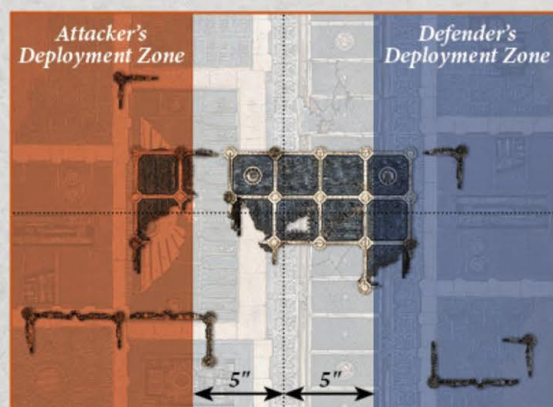 Attacker's
Deployment Zone
Defender's
Deployment Zone
5"
5"